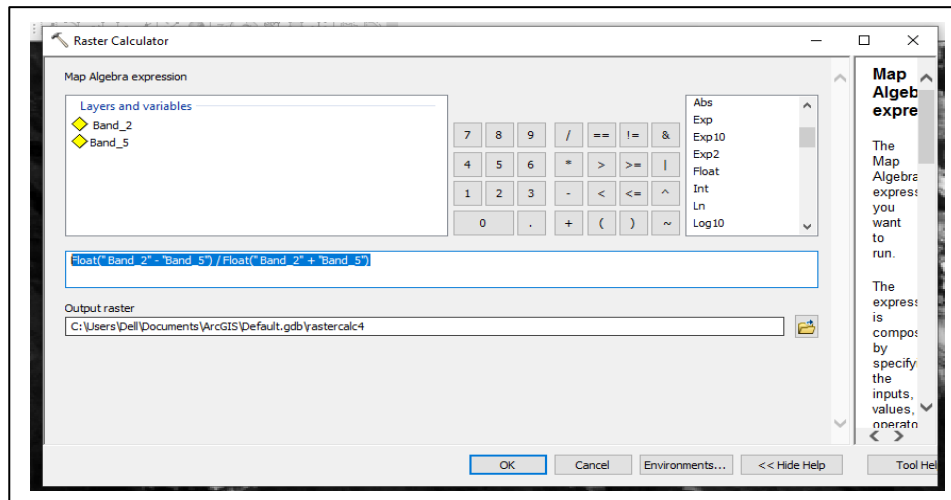 Raster Calculator
Map Algebra expression
Layers and variables
Band_2
Band_5
7 8 9 / == != &
4 5 6 * > >= |
1 2 3 - < <= ^
0 . + ( ) ~
Abs
Exp
Exp10
Exp2
Float
Int
Ln
Log10
Float(" Band_2" - "Band_5") / Float(" Band_2" + "Band_5")
Output raster
C:\Users\Dell\Documents\ArcGIS\Default.gdb\rastercalc4
OK Cancel Environments... << Hide Help Tool Hel
Map
Algeb
expre
The
Map
Algebra
express
you
want
to
run.
The
express
is
compos
by
specify
the
inputs,
values,
operato